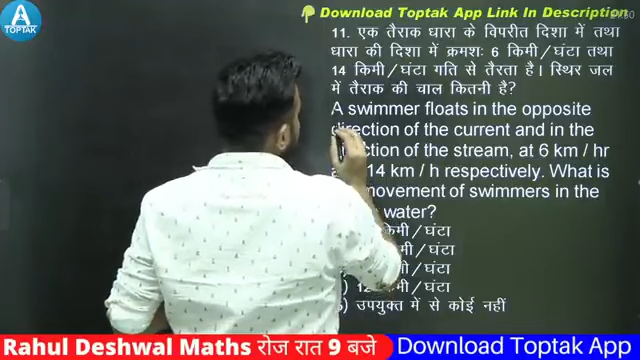 Download Toptak App Link In Description
A
TOPTAK
11. एक तैराक धारा के विपरीत दिशा में तथा
धारा की दिशा में क्रमशः 6 किमी/घंटा तथा
14 किमी/घंटा गति से तैरता है। स्थिर जल
में तैराक की चाल कितनी है?
A swimmer floats in the opposite
direction of the current and in the
of the stream, at 6 km / hr
14 km / h respectively. What is
movement of swimmers in the
water?
किमी/घंटा
/घंटा
/घंटा
/घंटा
उपयुक्त में से कोई नहीं
Rahul Deshwal Maths रोज रात 9 बजे
Download Toptak App